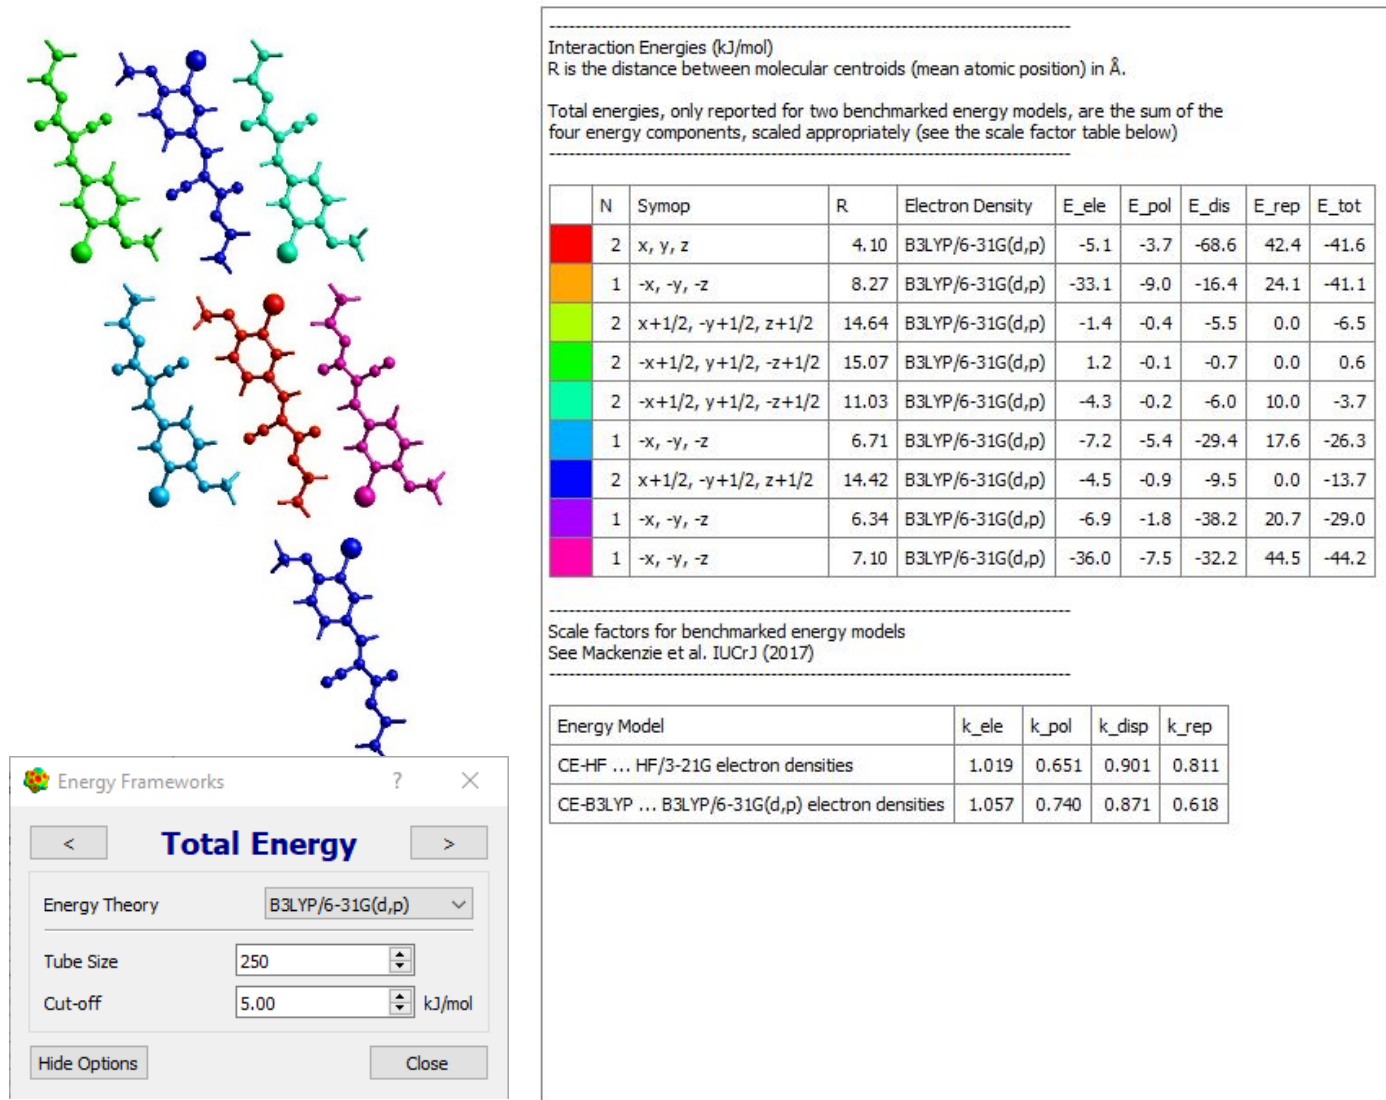 Interaction Energies (kJ/mol)
R is the distance between molecular centroids (mean atomic position) in Å.
Total energies, only reported for two benchmarked energy models, are the sum of the
four energy components, scaled appropriately (see the scale factor table below)
N Symop R Electron Density E_ele E_pol E_dis E_rep E_tot
2 x, y, z 4.10 B3LYP/6-31G(d,p) -5.1 -3.7 -68.6 42.4 -41.6
1 -x, -y, -z 8.27 B3LYP/6-31G(d,p) -33.1 -9.0 -16.4 24.1 -41.1
2 x+1/2, -y+1/2, z+1/2 14.64 B3LYP/6-31G(d,p) -1.4 -0.4 -5.5 0.0 -6.5
2 -x+1/2, y+1/2, -z+1/2 15.07 B3LYP/6-31G(d,p) 1.2 -0.1 -0.7 0.0 0.6
2 -x+1/2, y+1/2, -z+1/2 11.03 B3LYP/6-31G(d,p) -4.3 -0.2 -6.0 10.0 -3.7
1 -x, -y, -z 6.71 B3LYP/6-31G(d,p) -7.2 -5.4 -29.4 17.6 -26.3
2 x+1/2, -y+1/2, z+1/2 14.42 B3LYP/6-31G(d,p) -4.5 -0.9 -9.5 0.0 -13.7
1 -x, -y, -z 6.34 B3LYP/6-31G(d,p) -6.9 -1.8 -38.2 20.7 -29.0
1 -x, -y, -z 7.10 B3LYP/6-31G(d,p) -36.0 -7.5 -32.2 44.5 -44.2
Scale factors for benchmarked energy models
See Mackenzie et al. IUCrJ (2017)
Energy Model k_ele k_pol k_disp k_rep
CE-HF ... HF/3-21G electron densities 1.019 0.651 0.901 0.811
CE-B3LYP ... B3LYP/6-31G(d,p) electron densities 1.057 0.740 0.871 0.618
Energy Frameworks ?
< Total Energy >
Energy Theory B3LYP/6-31G(d,p)
Tube Size 250
Cut-off 5.00 kJ/mol
Hide Options Close